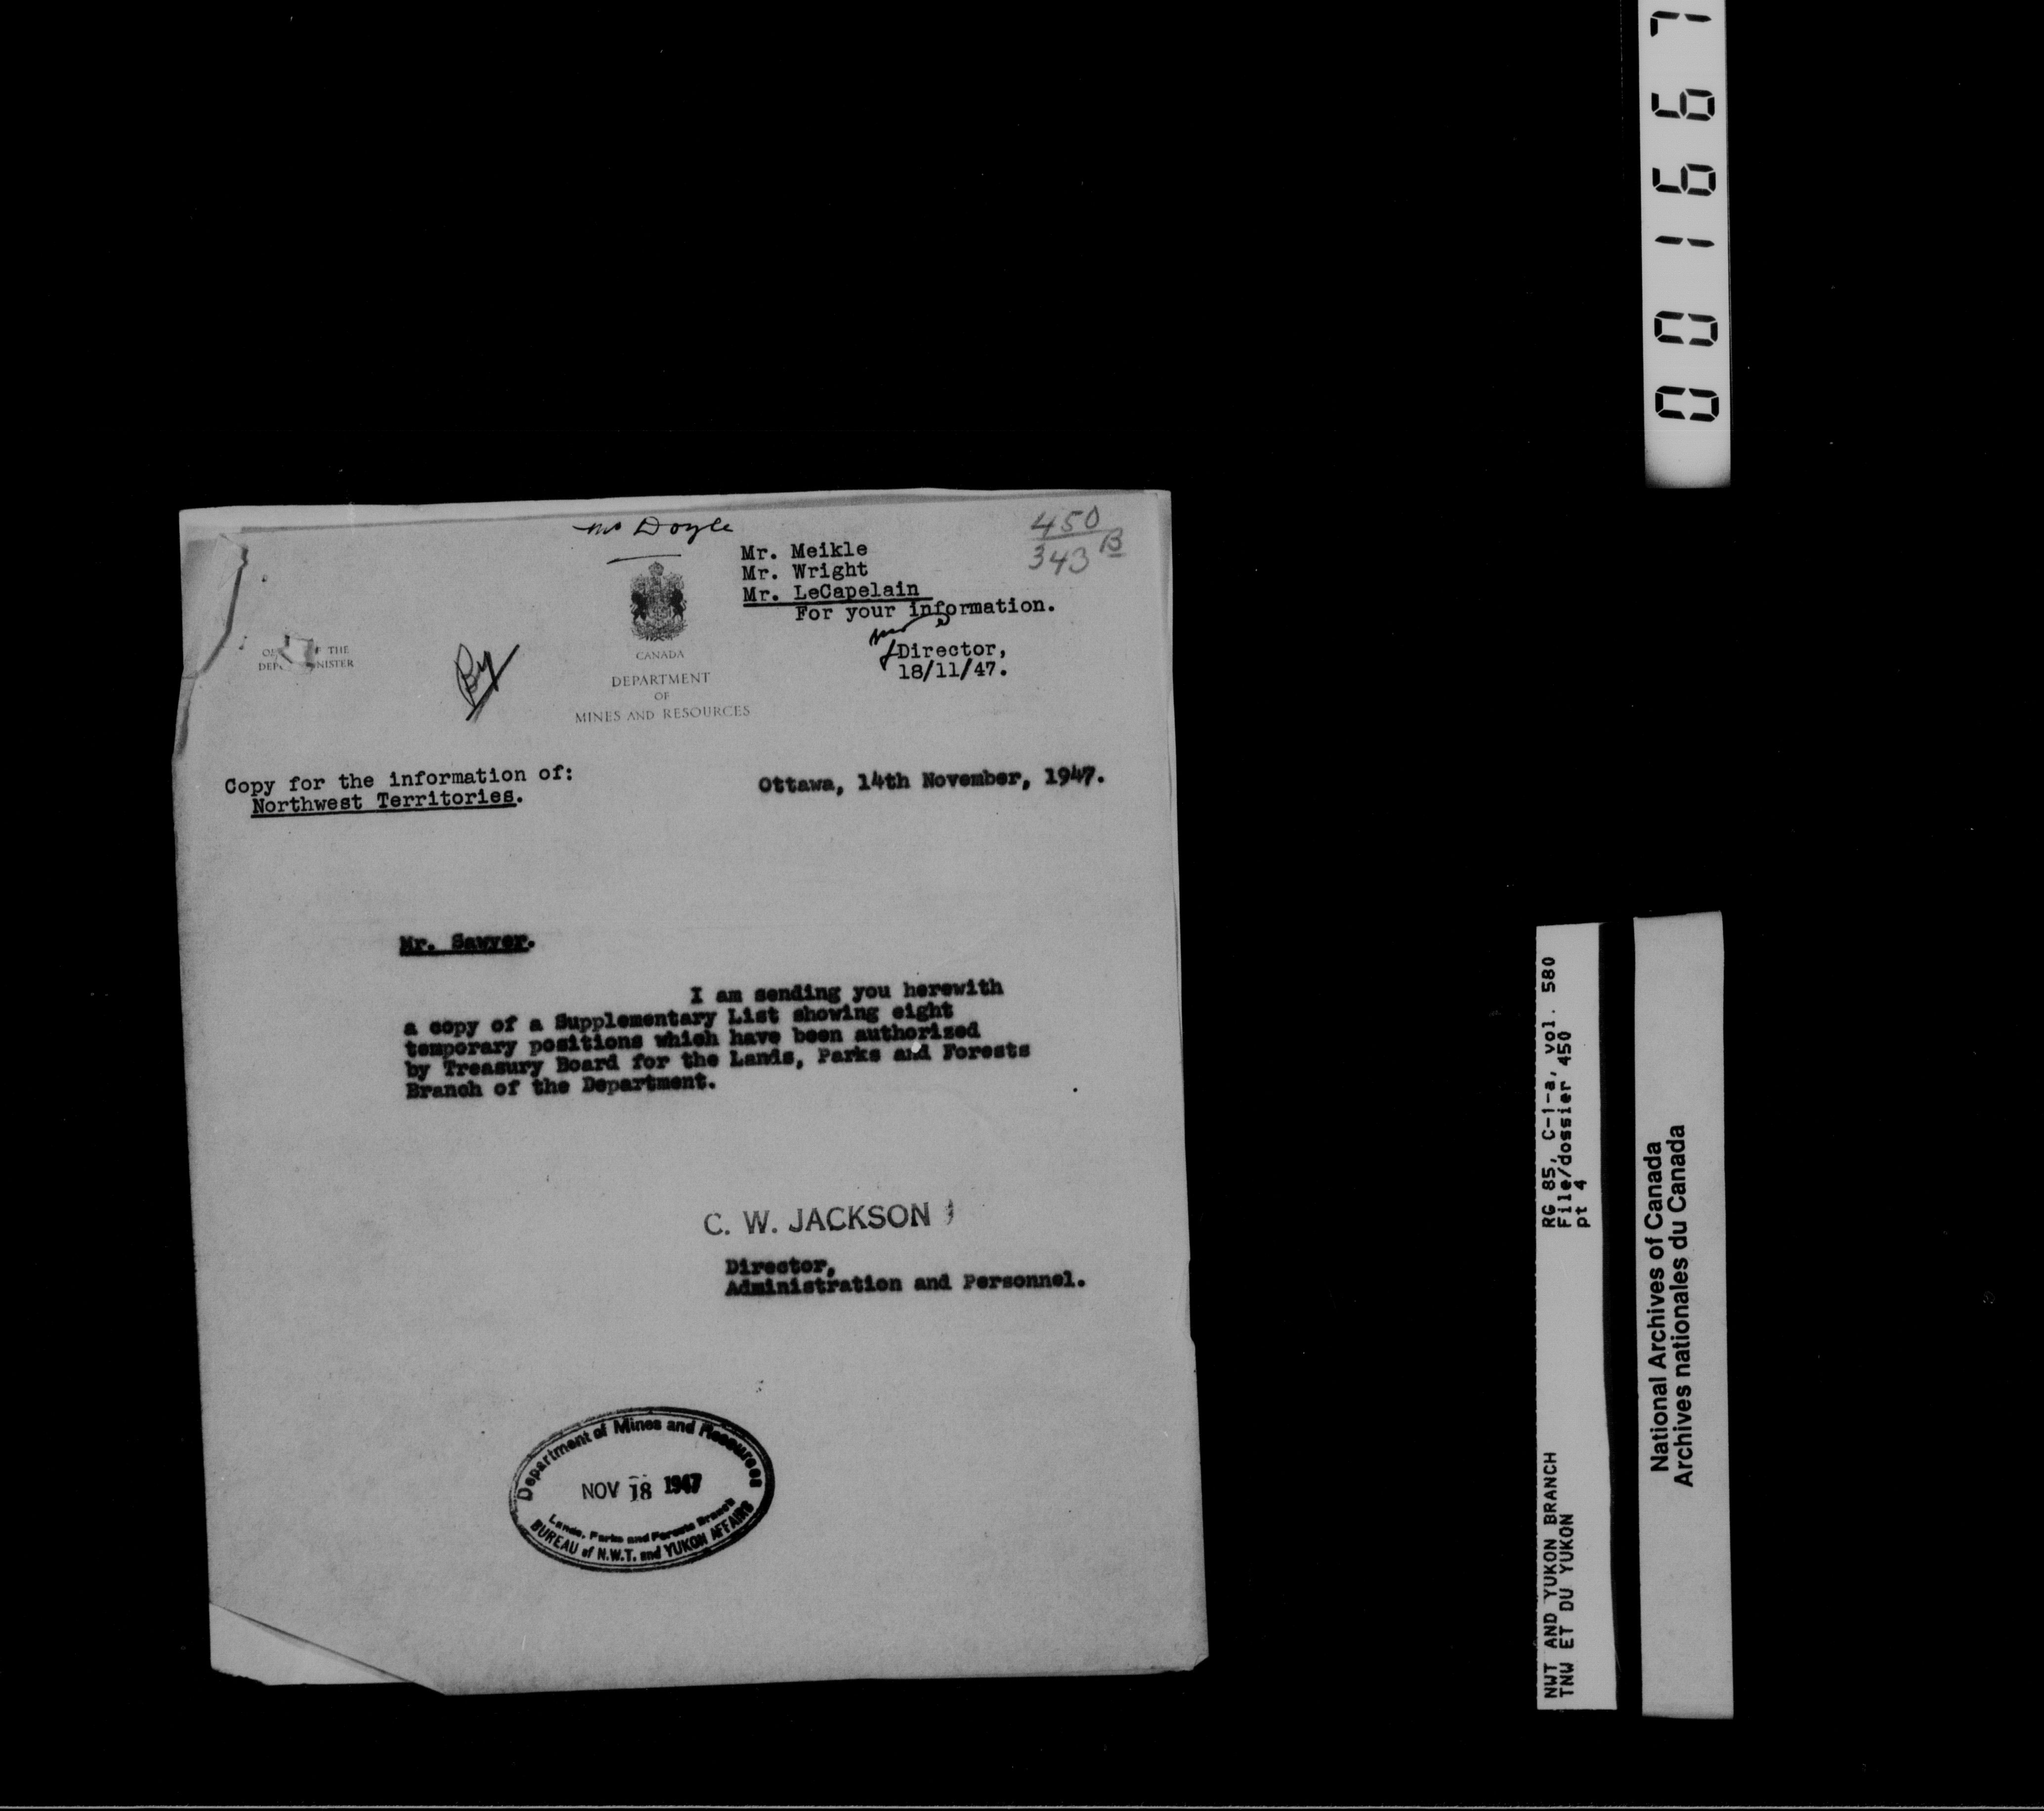 Mr Doyle
450
343 B
Mr. Meikle
Mr. Wright
Mr. LeCapelain
For your information.
Director,
18/11/47.
OF THE
NISTER
CANADA
DEPARTMENT
OF
MINES AND RESOURCES
Copy for the information of:
Northwest Territories.
Ottawa, 14th November, 1947.
Mr. Sawyer.
I am sending you herewith
a copy of a Supplementary List showing eight
temporary positions which have been authorized
by Treasury Board for the Lands, Parks and Forests
Branch of the Department.
C. W. JACKSON
Director,
Administration and Personnel.
Department of Mines and Resources
NOV 18 1947
Lands, Parks and Forests Branch
BUREAU of N.W.T. and YUKON AFFAIRS
001667
RG 85, C-1-a, vol. 580
File/dossier 450
pt 4
NWT AND YUKON BRANCH
TNW ET DU YUKON
National Archives of Canada
Archives nationales du Canada